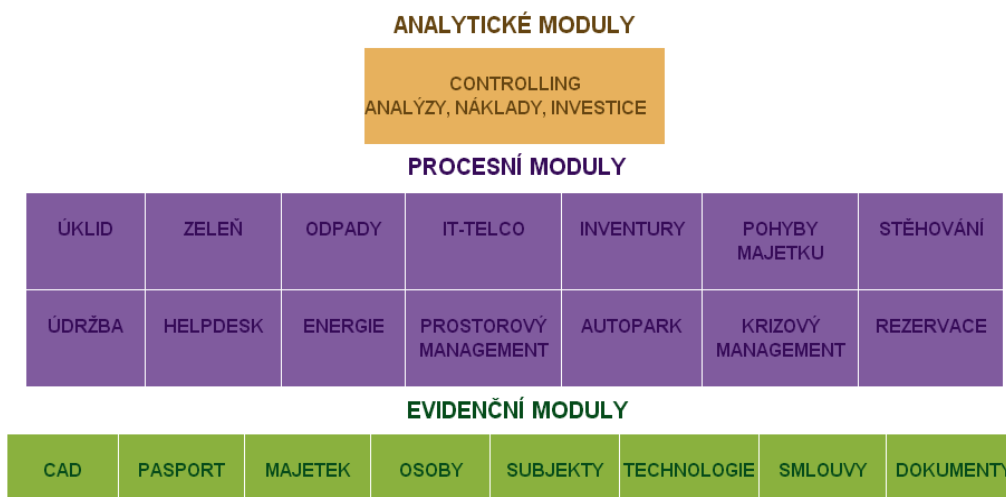 ANALYTICKÉ MODULY
CONTROLLING
ANALÝZY, NÁKLADY, INVESTICE
PROCESNÍ MODULY
ÚKLID ZELEŇ ODPADY IT-TELCO INVENTURY POHYBY MAJETKU STĚHOVÁNÍ
ÚDRŽBA HELPDESK ENERGIE PROSTOROVÝ MANAGEMENT AUTOPARK KRIZOVÝ MANAGEMENT REZERVACE
EVIDENČNÍ MODULY
CAD PASPORT MAJETEK OSOBY SUBJEKTY TECHNOLOGIE SMLOUVY DOKUMENTY